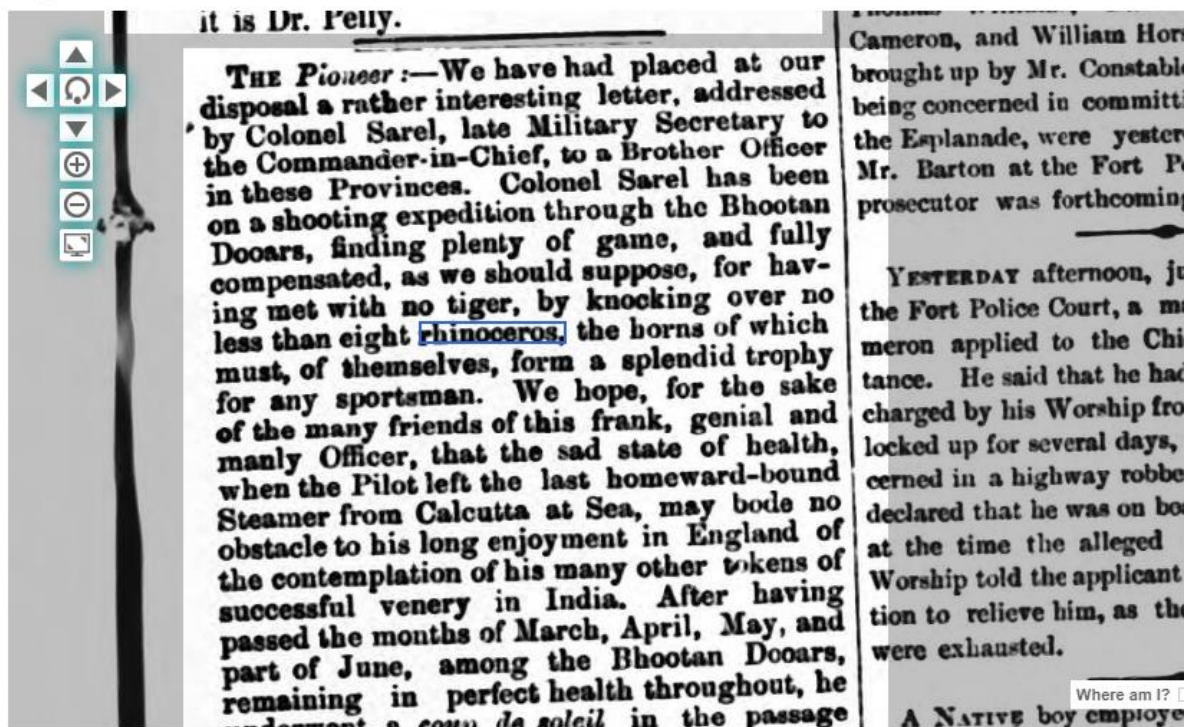 it is Dr. Pelly.
THE Pioneer :—We have had placed at our
disposal a rather interesting letter, addressed
by Colonel Sarel, late Military Secretary to
the Commander-in-Chief, to a Brother Officer
in these Provinces. Colonel Sarel has been
on a shooting expedition through the Bhootan
Dooars, finding plenty of game, and fully
compensated, as we should suppose, for hav-
ing met with no tiger, by knocking over no
less than eight rhinoceros, the horns of which
must, of themselves, form a splendid trophy
for any sportsman. We hope, for the sake
of the many friends of this frank, genial and
manly Officer, that the sad state of health,
when the Pilot left the last homeward-bound
Steamer from Calcutta at Sea, may bode no
obstacle to his long enjoyment in England of
the contemplation of his many other tokens of
successful venery in India. After having
passed the months of March, April, May, and
part of June, among the Bhootan Dooars,
remaining in perfect health throughout, he
a coup de soleil in the passage
Cameron, and William Hors
brought up by Mr. Constable
being concerned in committi
the Esplanade, were yester
Mr. Barton at the Fort Po
prosecutor was forthcoming
YESTERDAY afternoon, ju
the Fort Police Court, a ma
meron applied to the Chi
tance. He said that he had
charged by his Worship fro
locked up for several days,
cerned in a highway robbe
declared that he was on boa
at the time the alleged
Worship told the applicant
tion to relieve him, as the
were exhausted.
A NATIVE boy employe
Where am I?